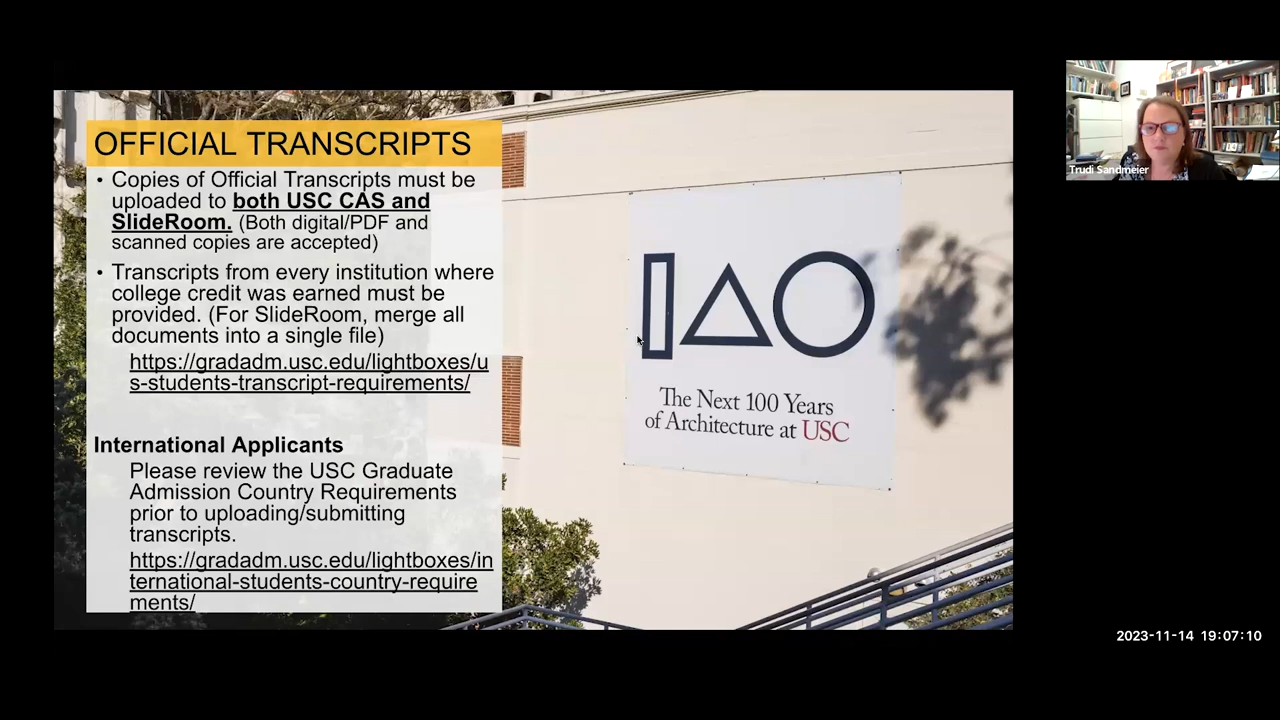 OFFICIAL TRANSCRIPTS
• Copies of Official Transcripts must be
uploaded to both USC CAS and
SlideRoom. (Both digital/PDF and
scanned copies are accepted)
• Transcripts from every institution where
college credit was earned must be
provided. (For SlideRoom, merge all
documents into a single file)
https://gradadm.usc.edu/lightboxes/u
s-students-transcript-requirements/
International Applicants
Please review the USC Graduate
Admission Country Requirements
prior to uploading/submitting
transcripts.
https://gradadm.usc.edu/lightboxes/in
ternational-students-country-require
ments/
The Next 100 Years
of Architecture at USC
Trudi Sandmeier
2023-11-14 19:07:10